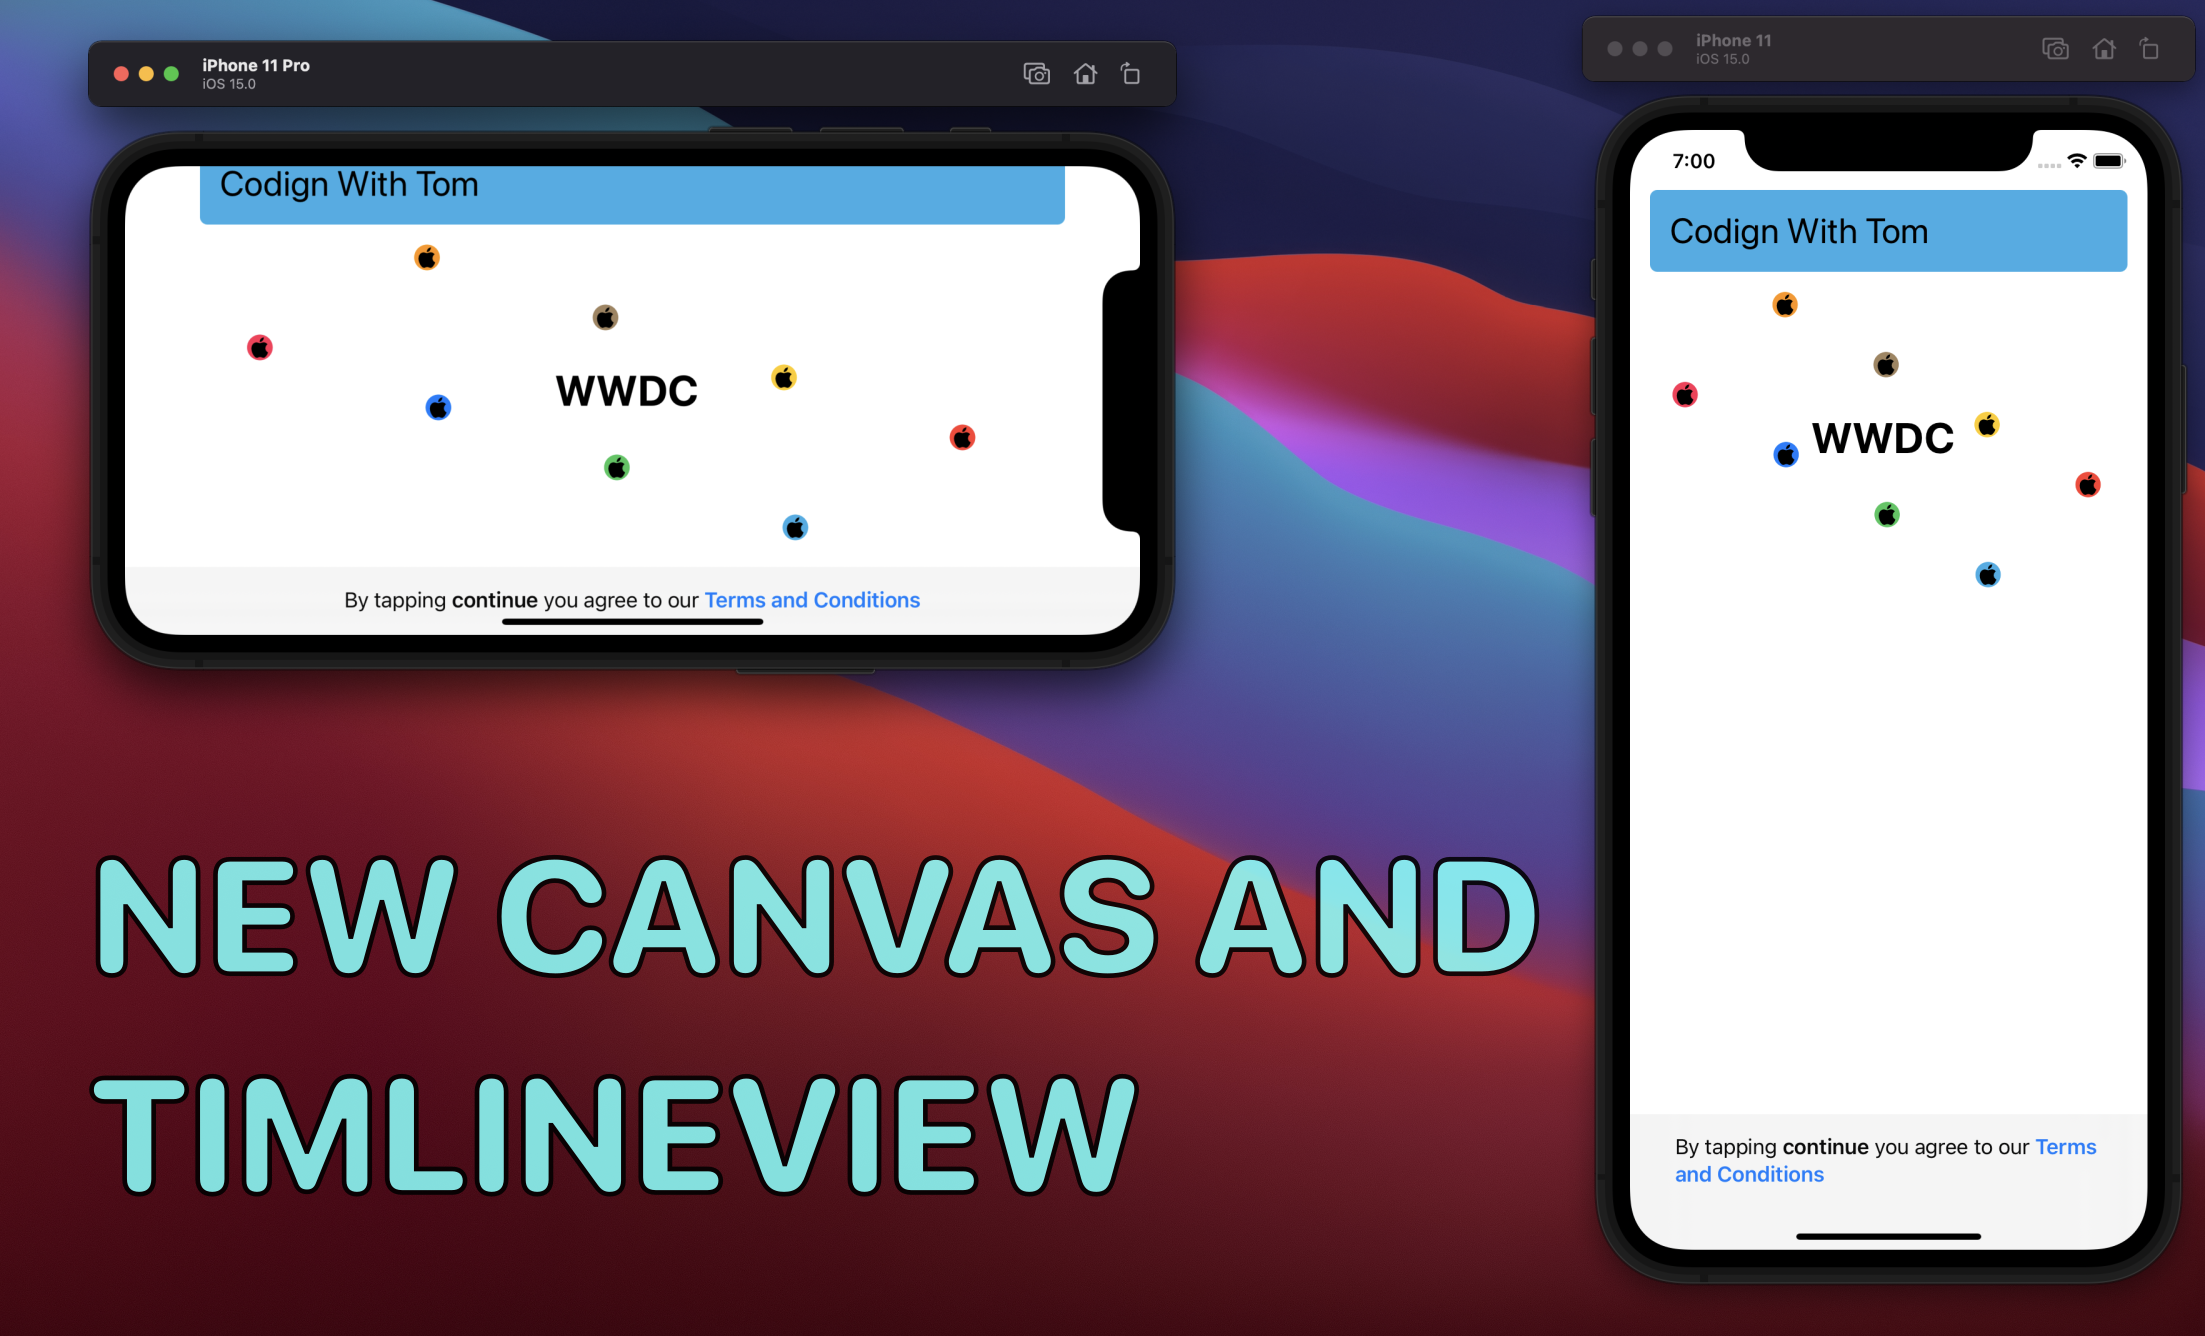 iPhone 11 Pro
iOS 15.0
Codign With Tom
WWDC
By tapping continue you agree to our Terms and Conditions
iPhone 11
iOS 15.0
7:00
Codign With Tom
WWDC
By tapping continue you agree to our Terms
and Conditions
NEW CANVAS AND
TIMLINEVIEW